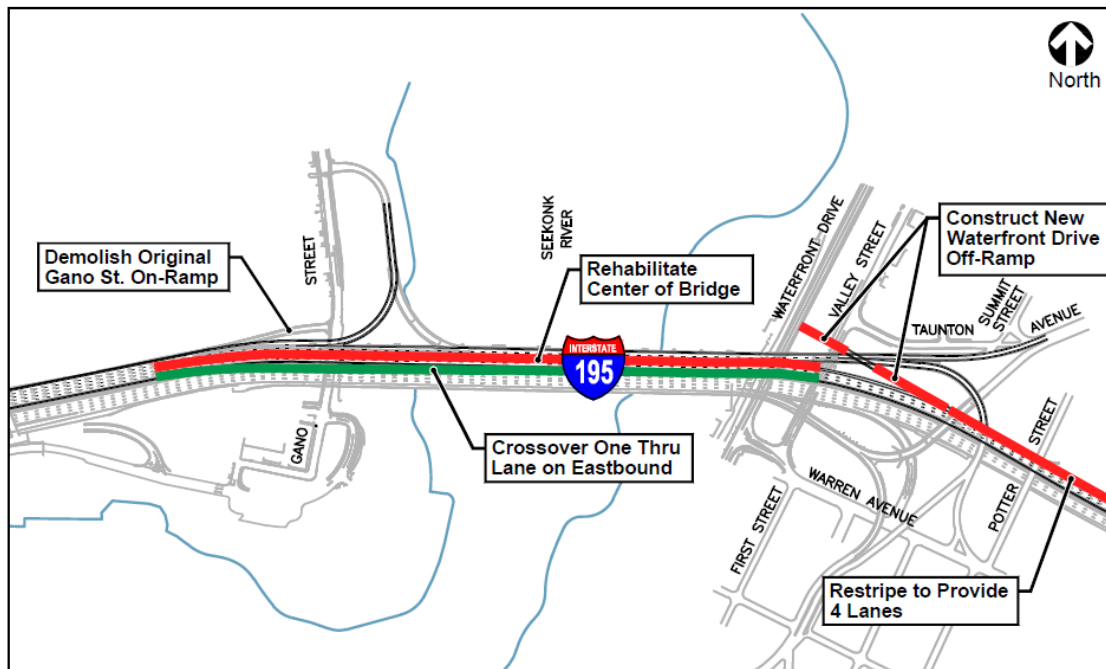 North
Demolish Original
Gano St. On-Ramp
STREET
GANO
SEEKONK
RIVER
Rehabilitate
Center of Bridge
INTERSTATE
195
Crossover One Thru
Lane on Eastbound
WATERFRONT DRIVE
VALLEY STREET
Construct New
Waterfront Drive
Off-Ramp
TAUNTON
AVENUE
SUMMIT
STREET
FIRST STREET
WARREN AVENUE
POTTER
STREET
Restripe to Provide
4 Lanes